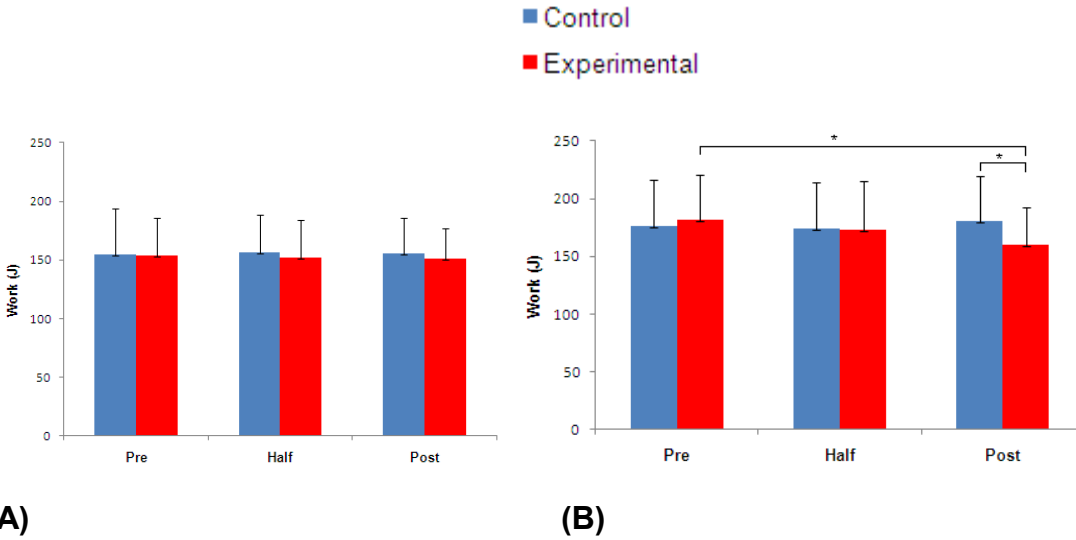 Control
Experimental
250
200
150
100
50
0
Work (J)
Pre Half Post
A)
250
200
150
100
50
0
Work (J)
*
*
Pre Half Post
(B)